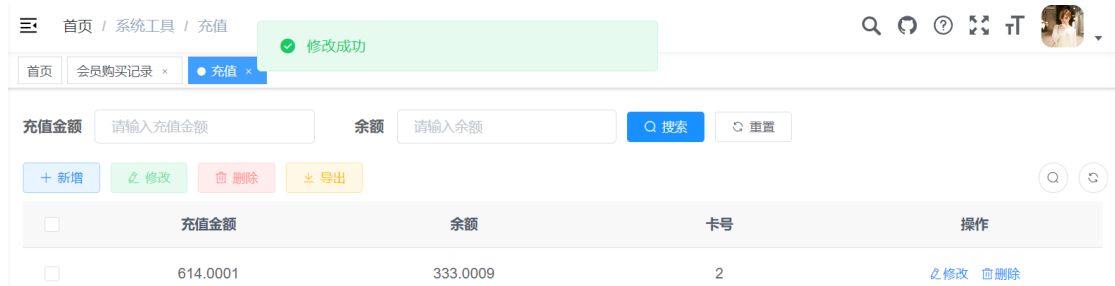 首页 / 系统工具 / 充值
修改成功
首页 会员购买记录 × 充值 ×
充值金额 请输入充值金额 余额 请输入余额 搜索 重置
+ 新增 修改 删除 导出
充值金额 余额 卡号 操作
614.0001 333.0009 2 修改 删除